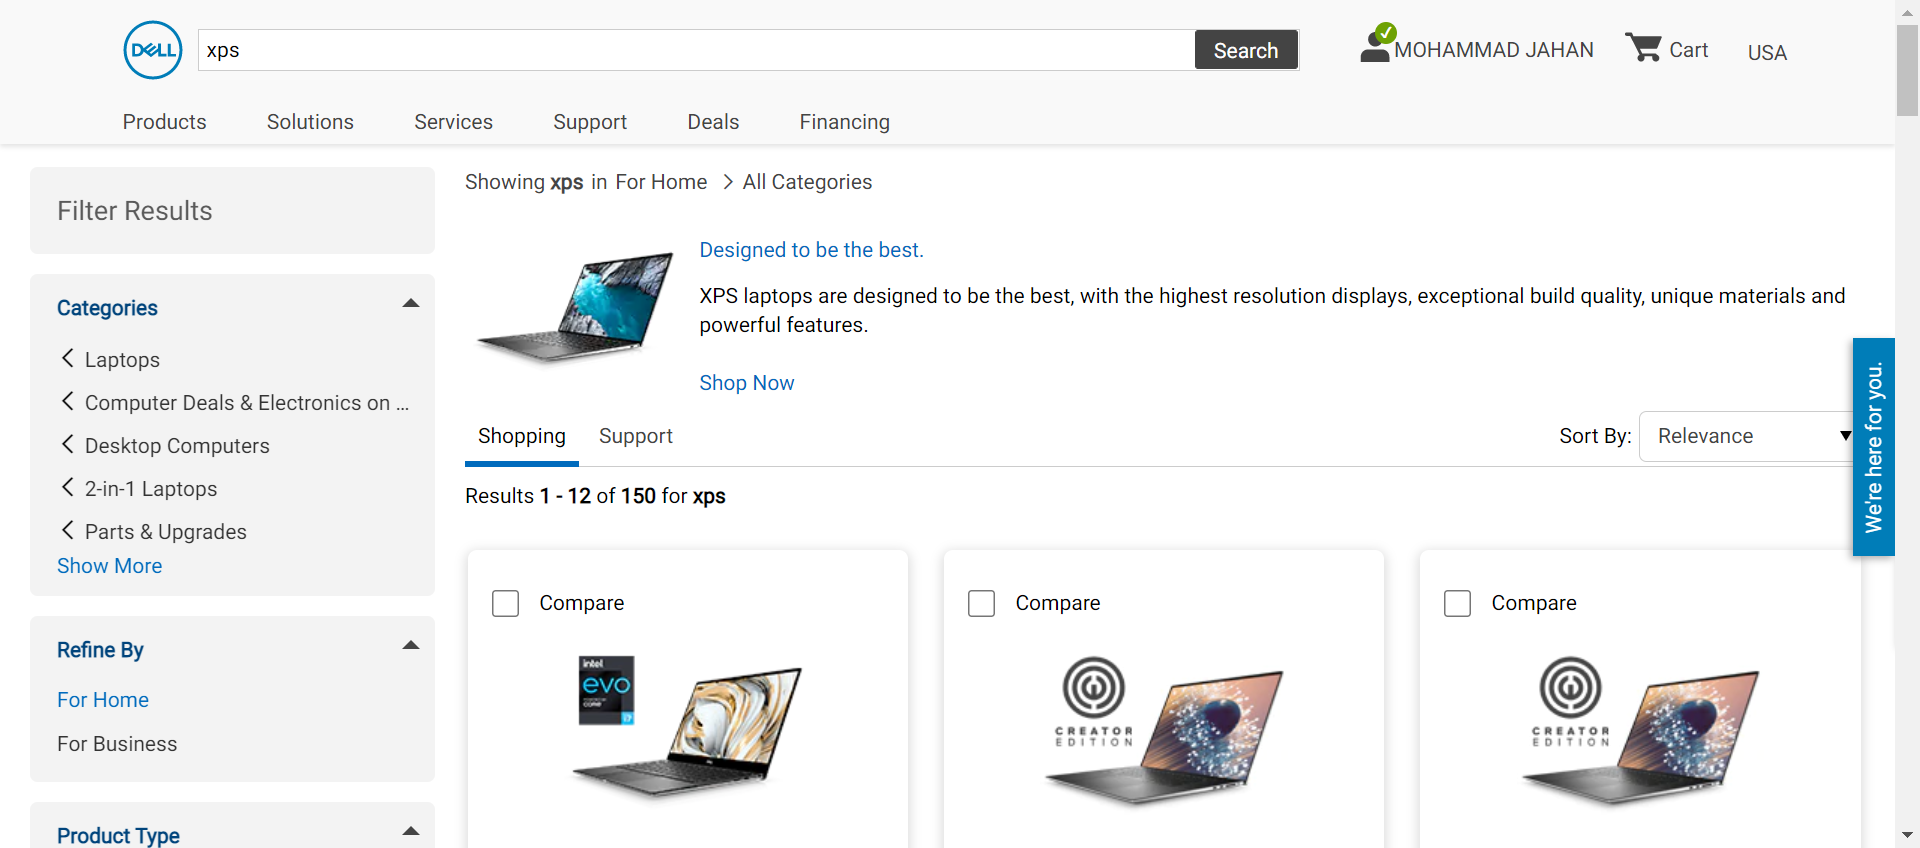 DELL
xps
Search
MOHAMMAD JAHAN
Cart
USA
Products
Solutions
Services
Support
Deals
Financing
Filter Results
Categories
Laptops
Computer Deals & Electronics on ...
Desktop Computers
2-in-1 Laptops
Parts & Upgrades
Show More
Refine By
For Home
For Business
Product Type
Showing xps in For Home > All Categories
Designed to be the best.
XPS laptops are designed to be the best, with the highest resolution displays, exceptional build quality, unique materials and
powerful features.
Shop Now
Shopping
Support
Sort By:
Relevance
Results 1 - 12 of 150 for xps
Compare
intel
evo
core
i7
Compare
CREATOR
EDITION
Compare
CREATOR
EDITION
We're here for you.